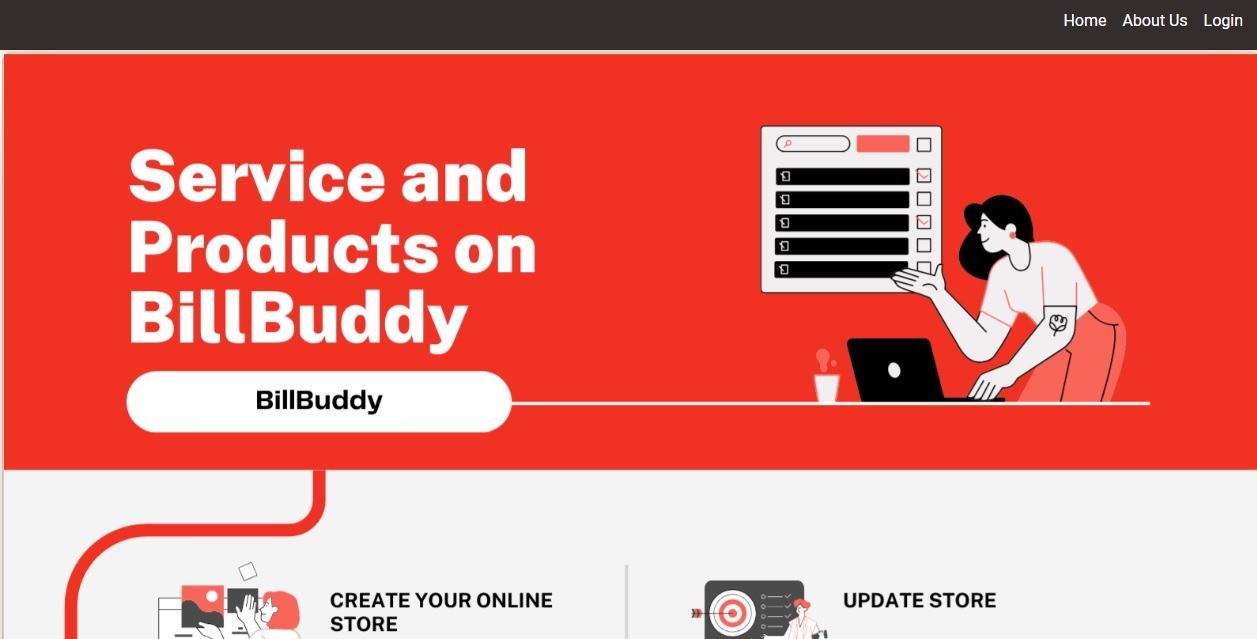 Home About Us Login
Service and
Products on
BillBuddy
BillBuddy
CREATE YOUR ONLINE
STORE
UPDATE STORE